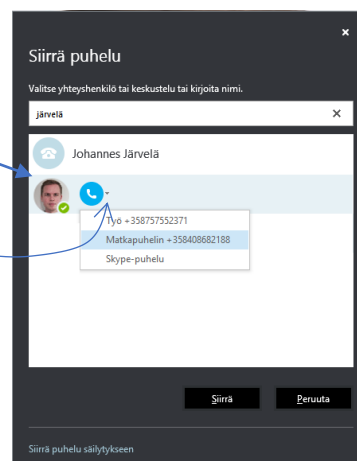 Siirrä puhelu
Valitse yhteyshenkilö tai keskustelu tai kirjoita nimi.
järvelä
Johannes Järvelä
Työ +358757552371
Matkapuhelin +358408682188
Skype-puhelu
Siirrä Peruuta
Siirrä puhelu säilytykseen